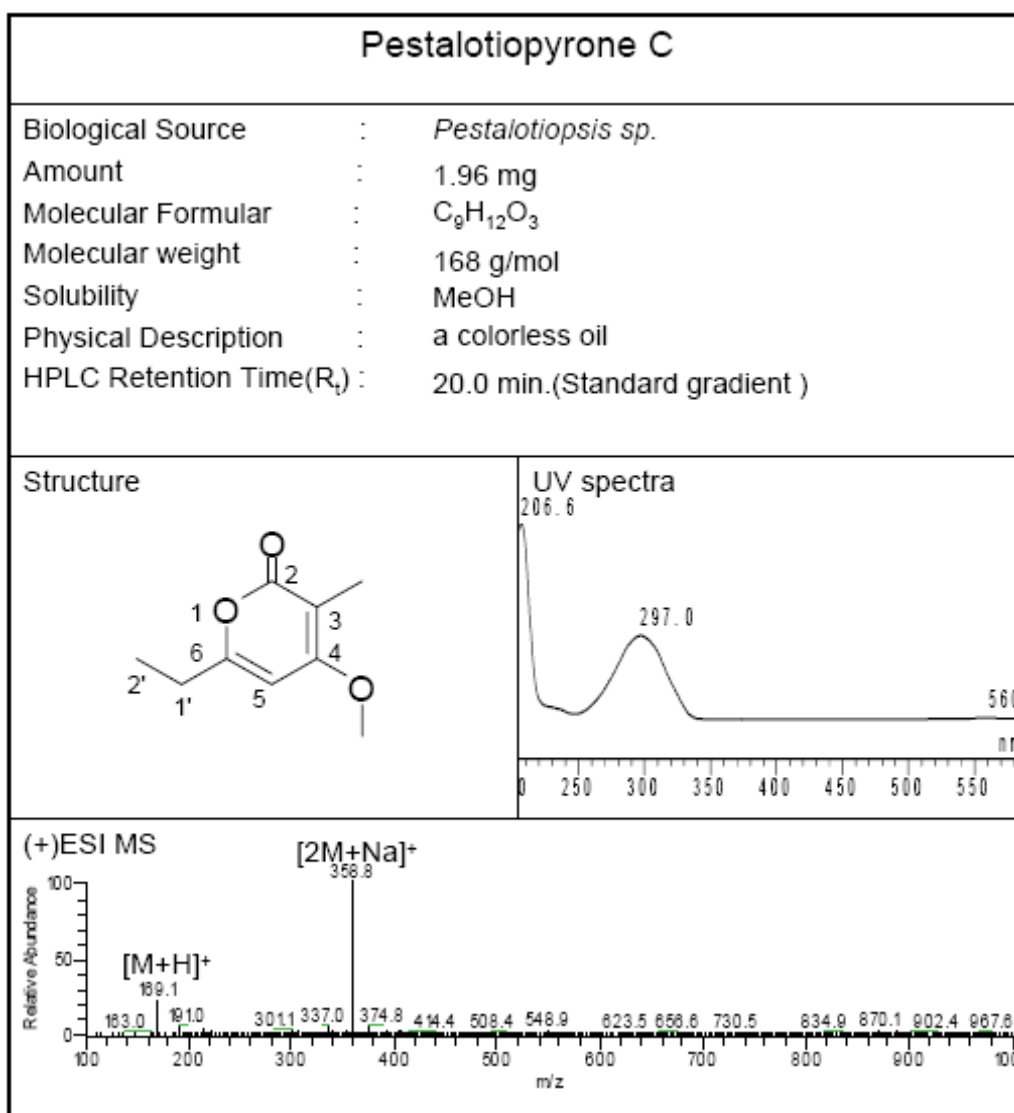 Pestalotiopyrone C
Biological Source : Pestalotiopsis sp.
Amount : 1.96 mg
Molecular Formular : C₉H₁₂O₃
Molecular weight : 168 g/mol
Solubility : MeOH
Physical Description : a colorless oil
HPLC Retention Time(Rₜ) : 20.0 min.(Standard gradient )
Structure
O
2
O
1
3
6
4
2'
1'
5
O
UV spectra
206.6
297.0
560
250 300 350 400 450 500 550
(+)ESI MS
[2M+Na]⁺
358.8
[M+H]⁺
169.1
163.0 191.0 301.1 337.0 374.8 414.4 508.4 548.9 623.5 656.6 730.5 834.9 870.1 902.4 967.6
Relative Abundance
100
50
0
100 200 300 400 500 600 700 800 900 100
m/z